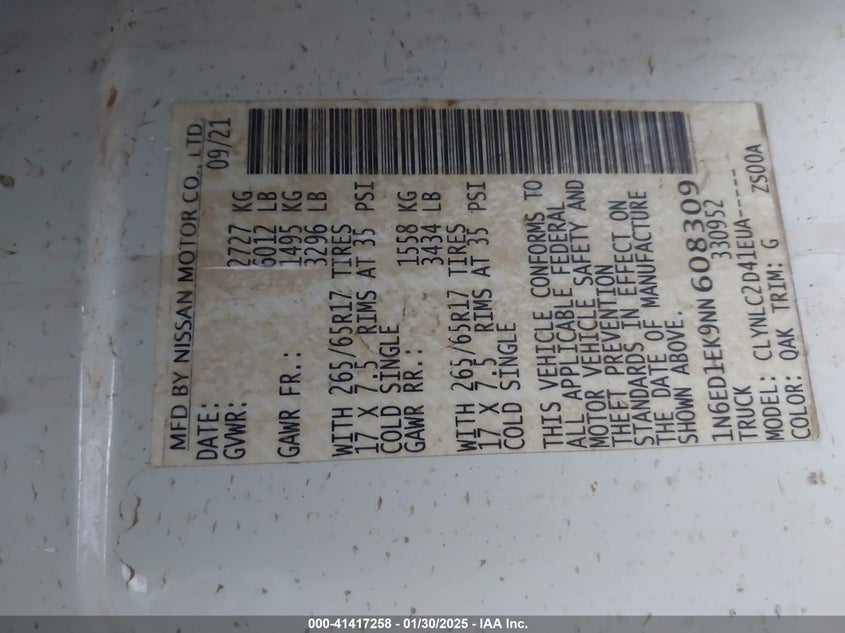 MFD BY NISSAN MOTOR CO., LTD.
DATE: 09/21
GVWR: 2727 KG
6012 LB
GAWR FR.: 1495 KG
3296 LB
WITH 265/65R17 TIRES
17 X 7.5 RIMS AT 35 PSI
COLD SINGLE
GAWR RR.: 1558 KG
3434 LB
WITH 265/65R17 TIRES
17 X 7.5 RIMS AT 35 PSI
COLD SINGLE
THIS VEHICLE CONFORMS TO
ALL APPLICABLE FEDERAL
MOTOR VEHICLE SAFETY AND
THEFT PREVENTION
STANDARDS IN EFFECT ON
THE DATE OF MANUFACTURE
SHOWN ABOVE.
1N6ED1EK9NN608309
TRUCK 330952
MODEL: CLYNLC2D41EUA-----
COLOR: QAK TRIM: G ZS00A
000-41417258 - 01/30/2025 - IAA Inc.